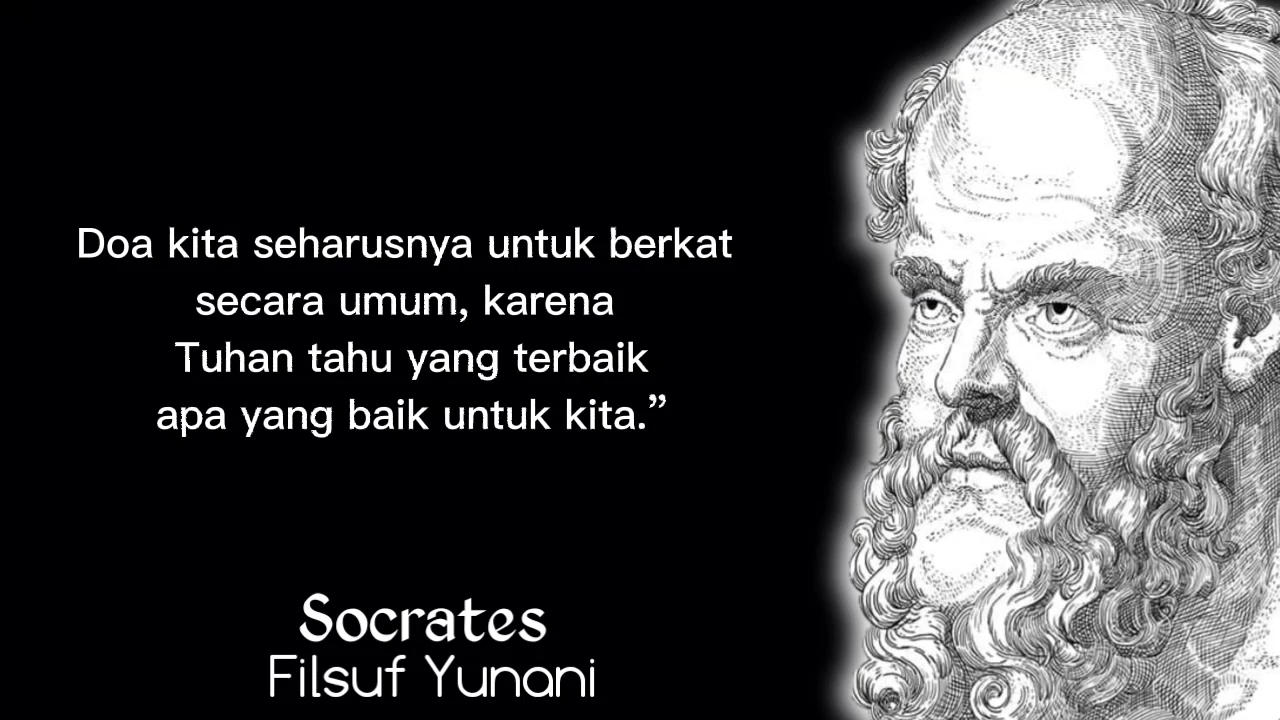 Doa kita seharusnya untuk berkat
secara umum, karena
Tuhan tahu yang terbaik
apa yang baik untuk kita.”
Socrates
Filsuf Yunani